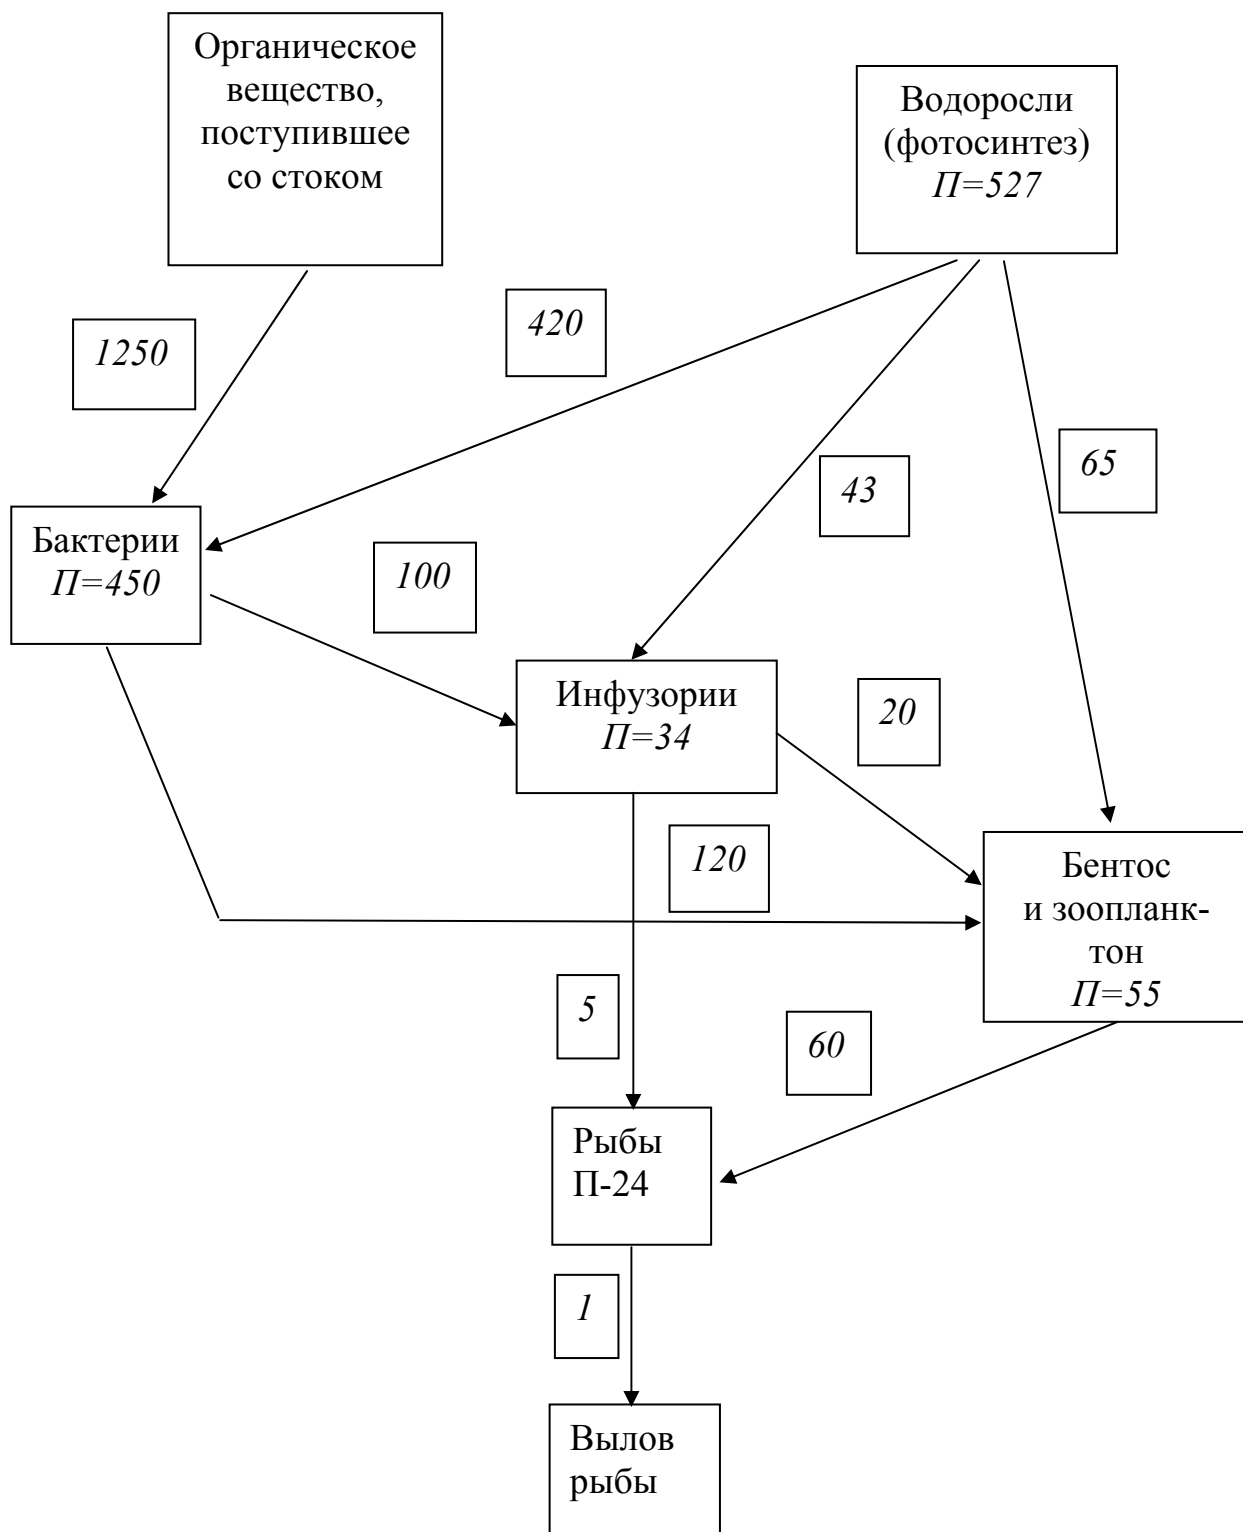 Органическое
вещество,
поступившее
со стоком
Водоросли
(фотосинтез)
П=527
1250
420
43
65
Бактерии
П=450
100
Инфузории
П=34
20
120
Бентос
и зоопланк-
тон
П=55
5
60
Рыбы
П-24
1
Вылов
рыбы